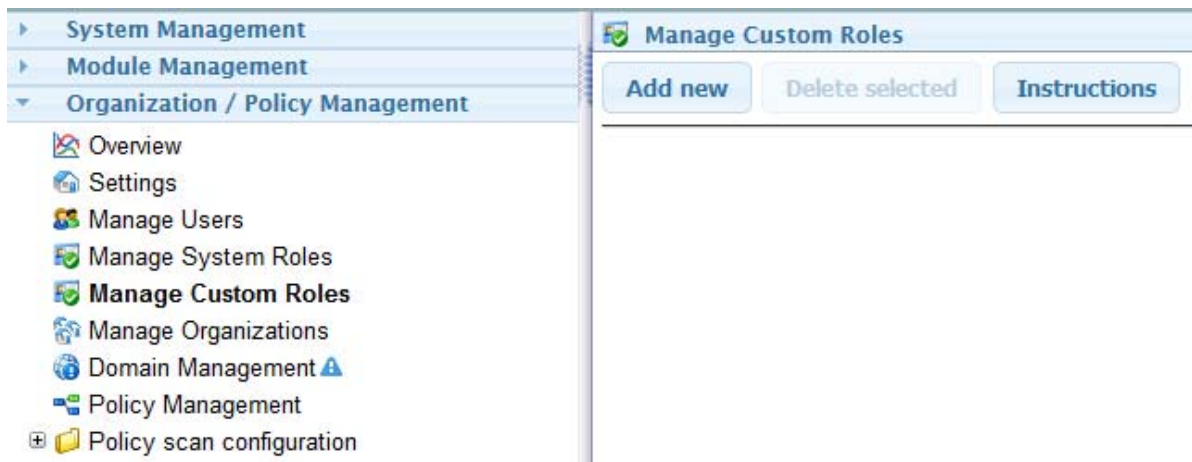 System Management
Module Management
Organization / Policy Management
Overview
Settings
Manage Users
Manage System Roles
Manage Custom Roles
Manage Organizations
Domain Management
Policy Management
Policy scan configuration
Manage Custom Roles
Add new Delete selected Instructions